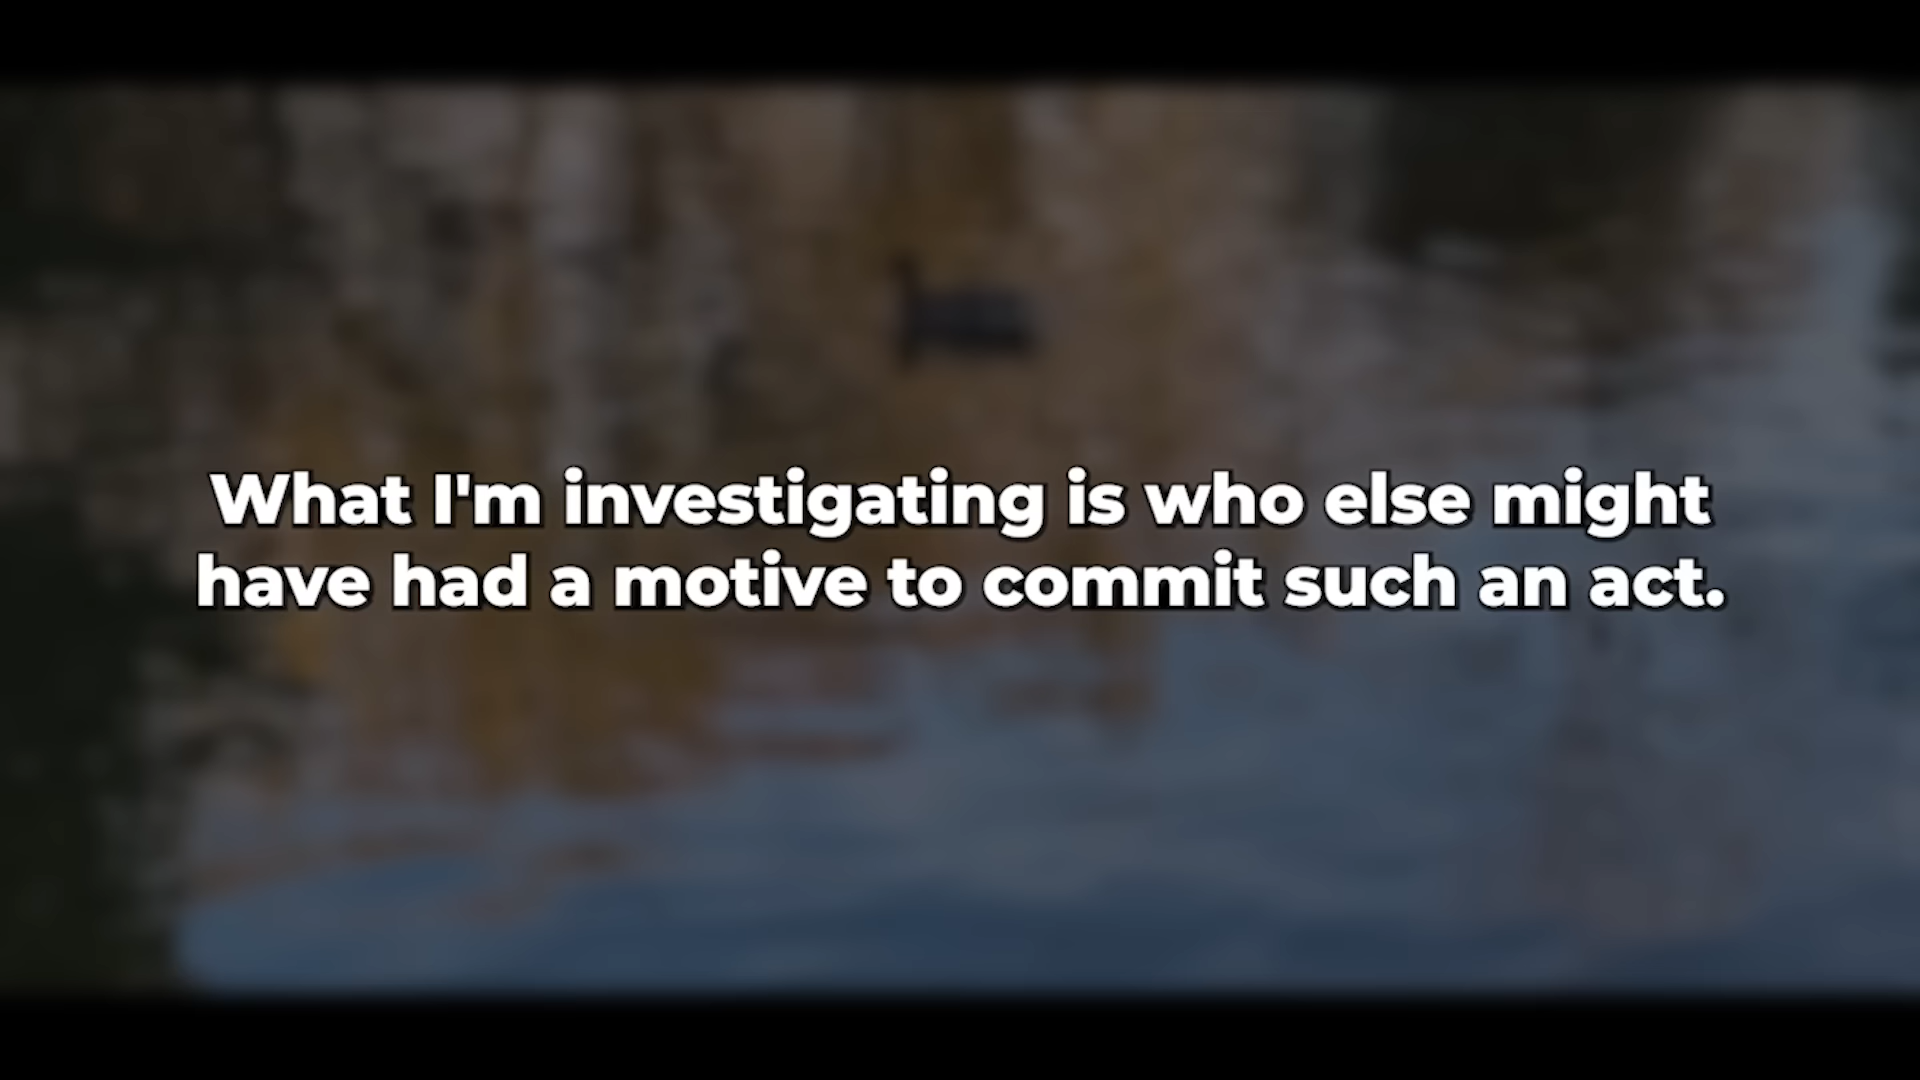 What I'm investigating is who else might
have had a motive to commit such an act.